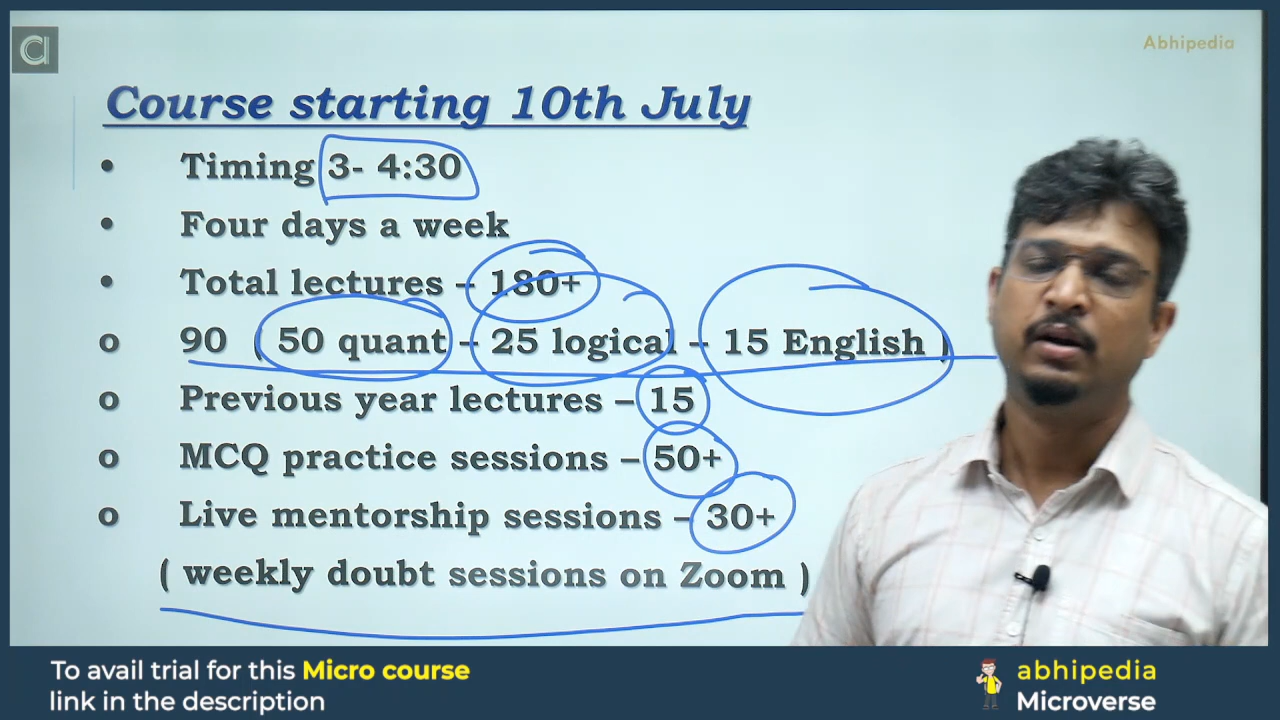 Abhipedia
Course starting 10th July
• Timing 3- 4:30
• Four days a week
• Total lectures – 180+
o 90 ( 50 quant – 25 logical – 15 English )
o Previous year lectures – 15
o MCQ practice sessions – 50+
o Live mentorship sessions – 30+
( weekly doubt sessions on Zoom )
To avail trial for this Micro course
link in the description
abhipedia
Microverse